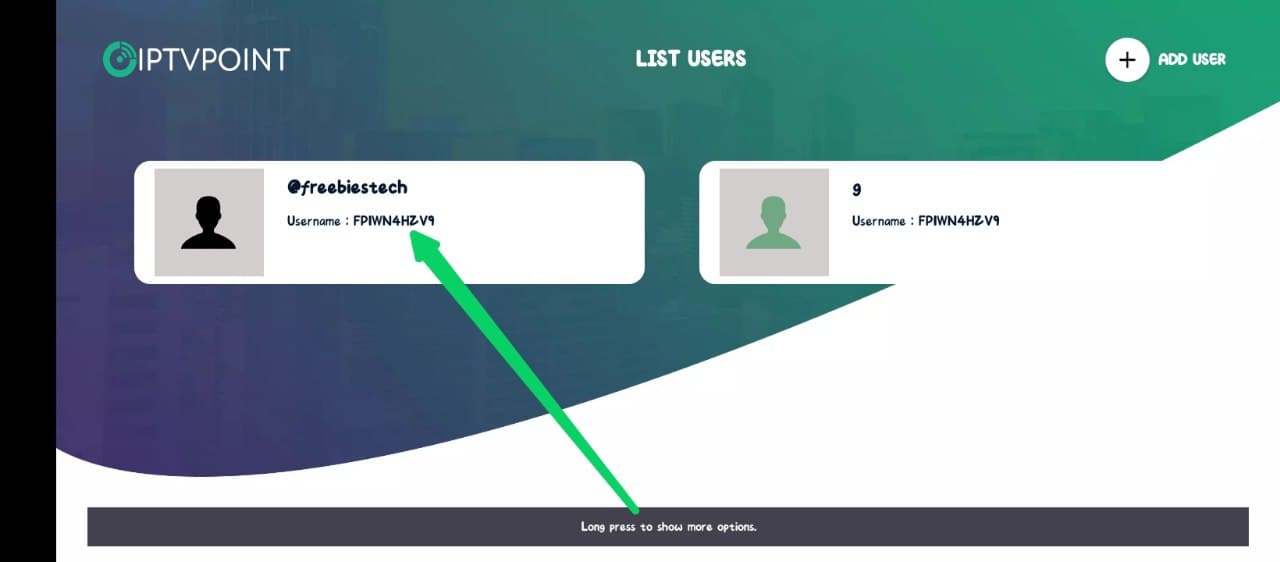 IPTVPOINT
LIST USERS
ADD USER
@freebiestech
Username : FPIWN4HZV9
9
Username : FPIWN4HZV9
Long press to show more options.